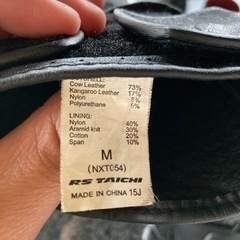 SHELL:
Cow Leather 73%
Kangaroo Leather 17%
Nylon 5%
Polyurethane 5%
LINING:
Nylon 40%
Aramid knit 30%
Cotton 20%
Span 10%
M
(NXT054)
RS TAICHI
MADE IN CHINA 15J